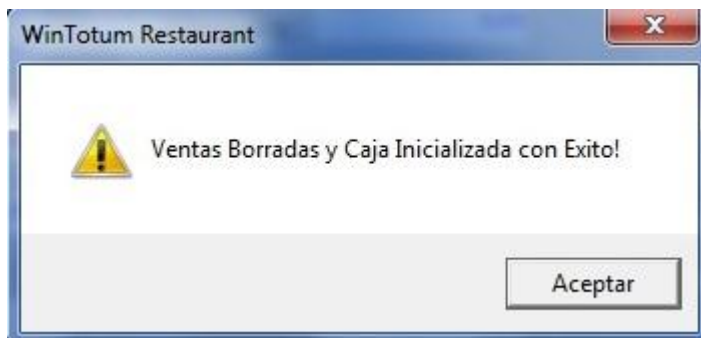 WinTotum Restaurant
Ventas Borradas y Caja Inicializada con Exito!
Aceptar